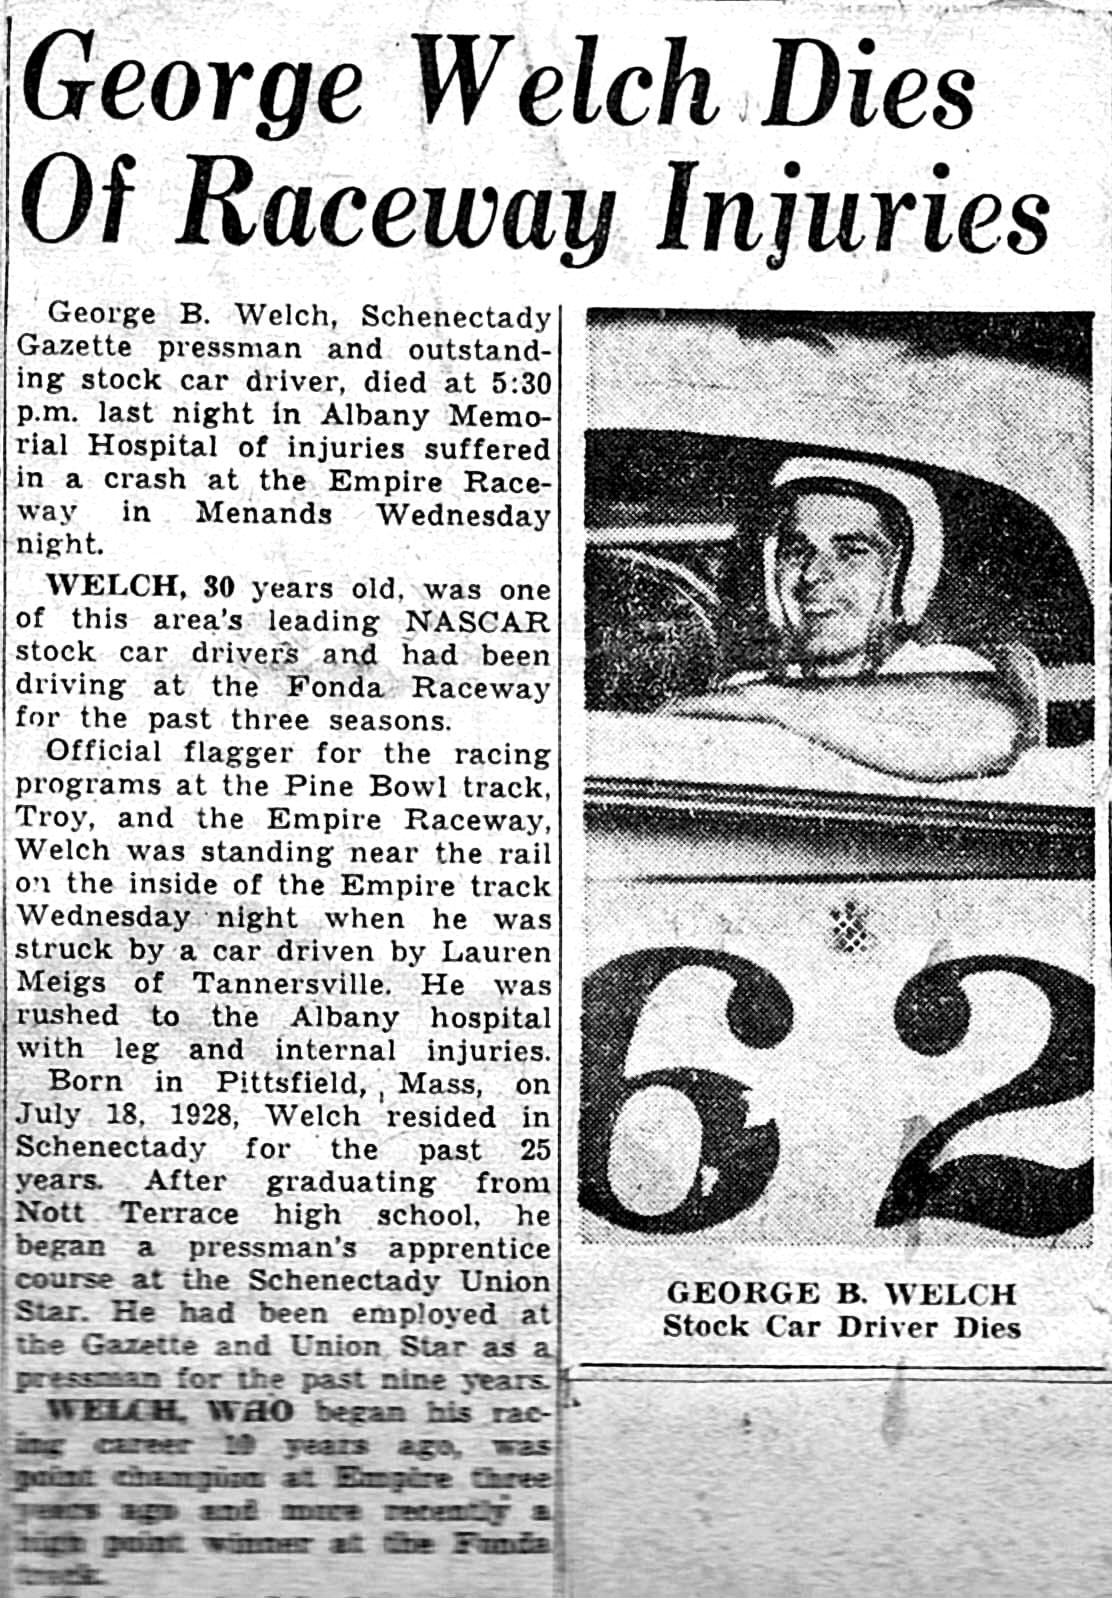 George Welch Dies
Of Raceway Injuries
George B. Welch, Schenectady
Gazette pressman and outstand-
ing stock car driver, died at 5:30
p.m. last night in Albany Memo-
rial Hospital of injuries suffered
in a crash at the Empire Race-
way in Menands Wednesday
night.
WELCH, 30 years old, was one
of this area's leading NASCAR
stock car drivers and had been
driving at the Fonda Raceway
for the past three seasons.
Official flagger for the racing
programs at the Pine Bowl track,
Troy, and the Empire Raceway,
Welch was standing near the rail
on the inside of the Empire track
Wednesday night when he was
struck by a car driven by Lauren
Meigs of Tannersville. He was
rushed to the Albany hospital
with leg and internal injuries.
Born in Pittsfield, Mass, on
July 18, 1928, Welch resided in
Schenectady for the past 25
years. After graduating from
Nott Terrace high school, he
began a pressman's apprentice
course at the Schenectady Union
Star. He had been employed at
the Gazette and Union Star as a
pressman for the past nine years.
WELCH, WHO began his rac-
ing career 10 years ago, was
point champion at Empire three
years ago and more recently a
high point winner at the Fonda
track.
62
GEORGE B. WELCH
Stock Car Driver Dies